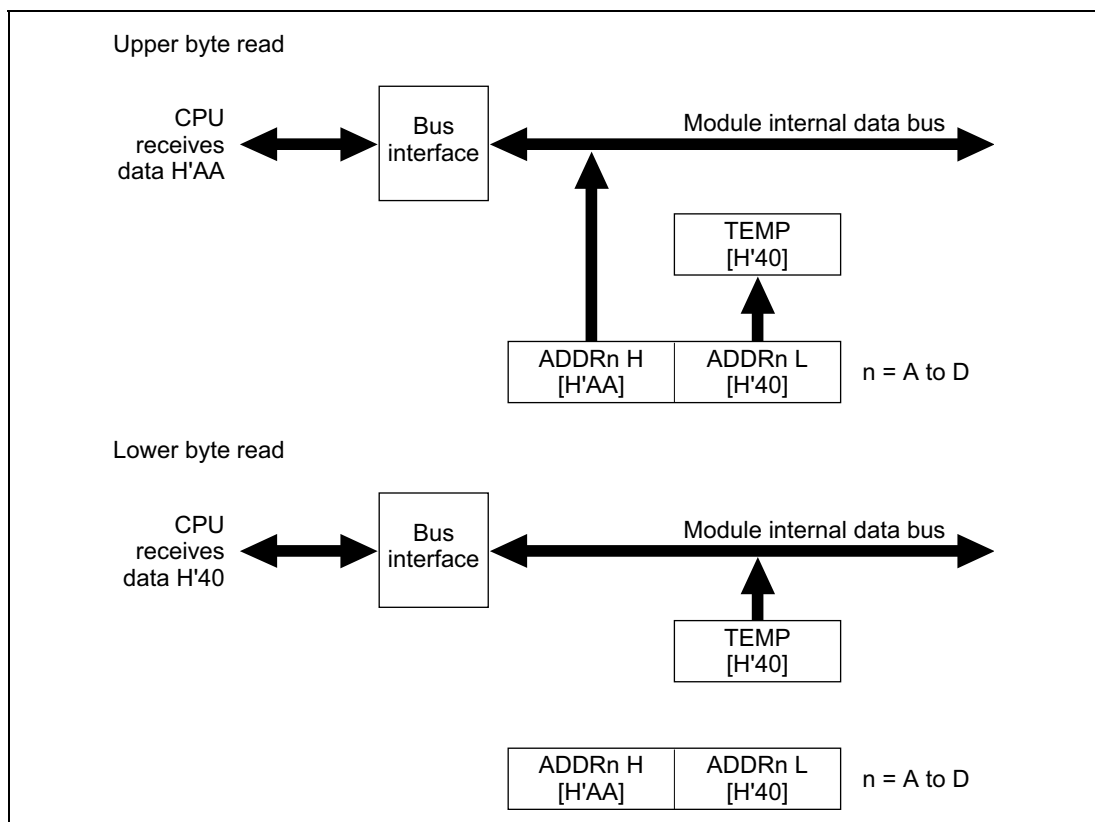 Upper byte read
CPU
receives
data H'AA
Bus
interface
Module internal data bus
TEMP
[H'40]
ADDRn H
[H'AA]
ADDRn L
[H'40]
n = A to D
Lower byte read
CPU
receives
data H'40
Bus
interface
Module internal data bus
TEMP
[H'40]
ADDRn H
[H'AA]
ADDRn L
[H'40]
n = A to D